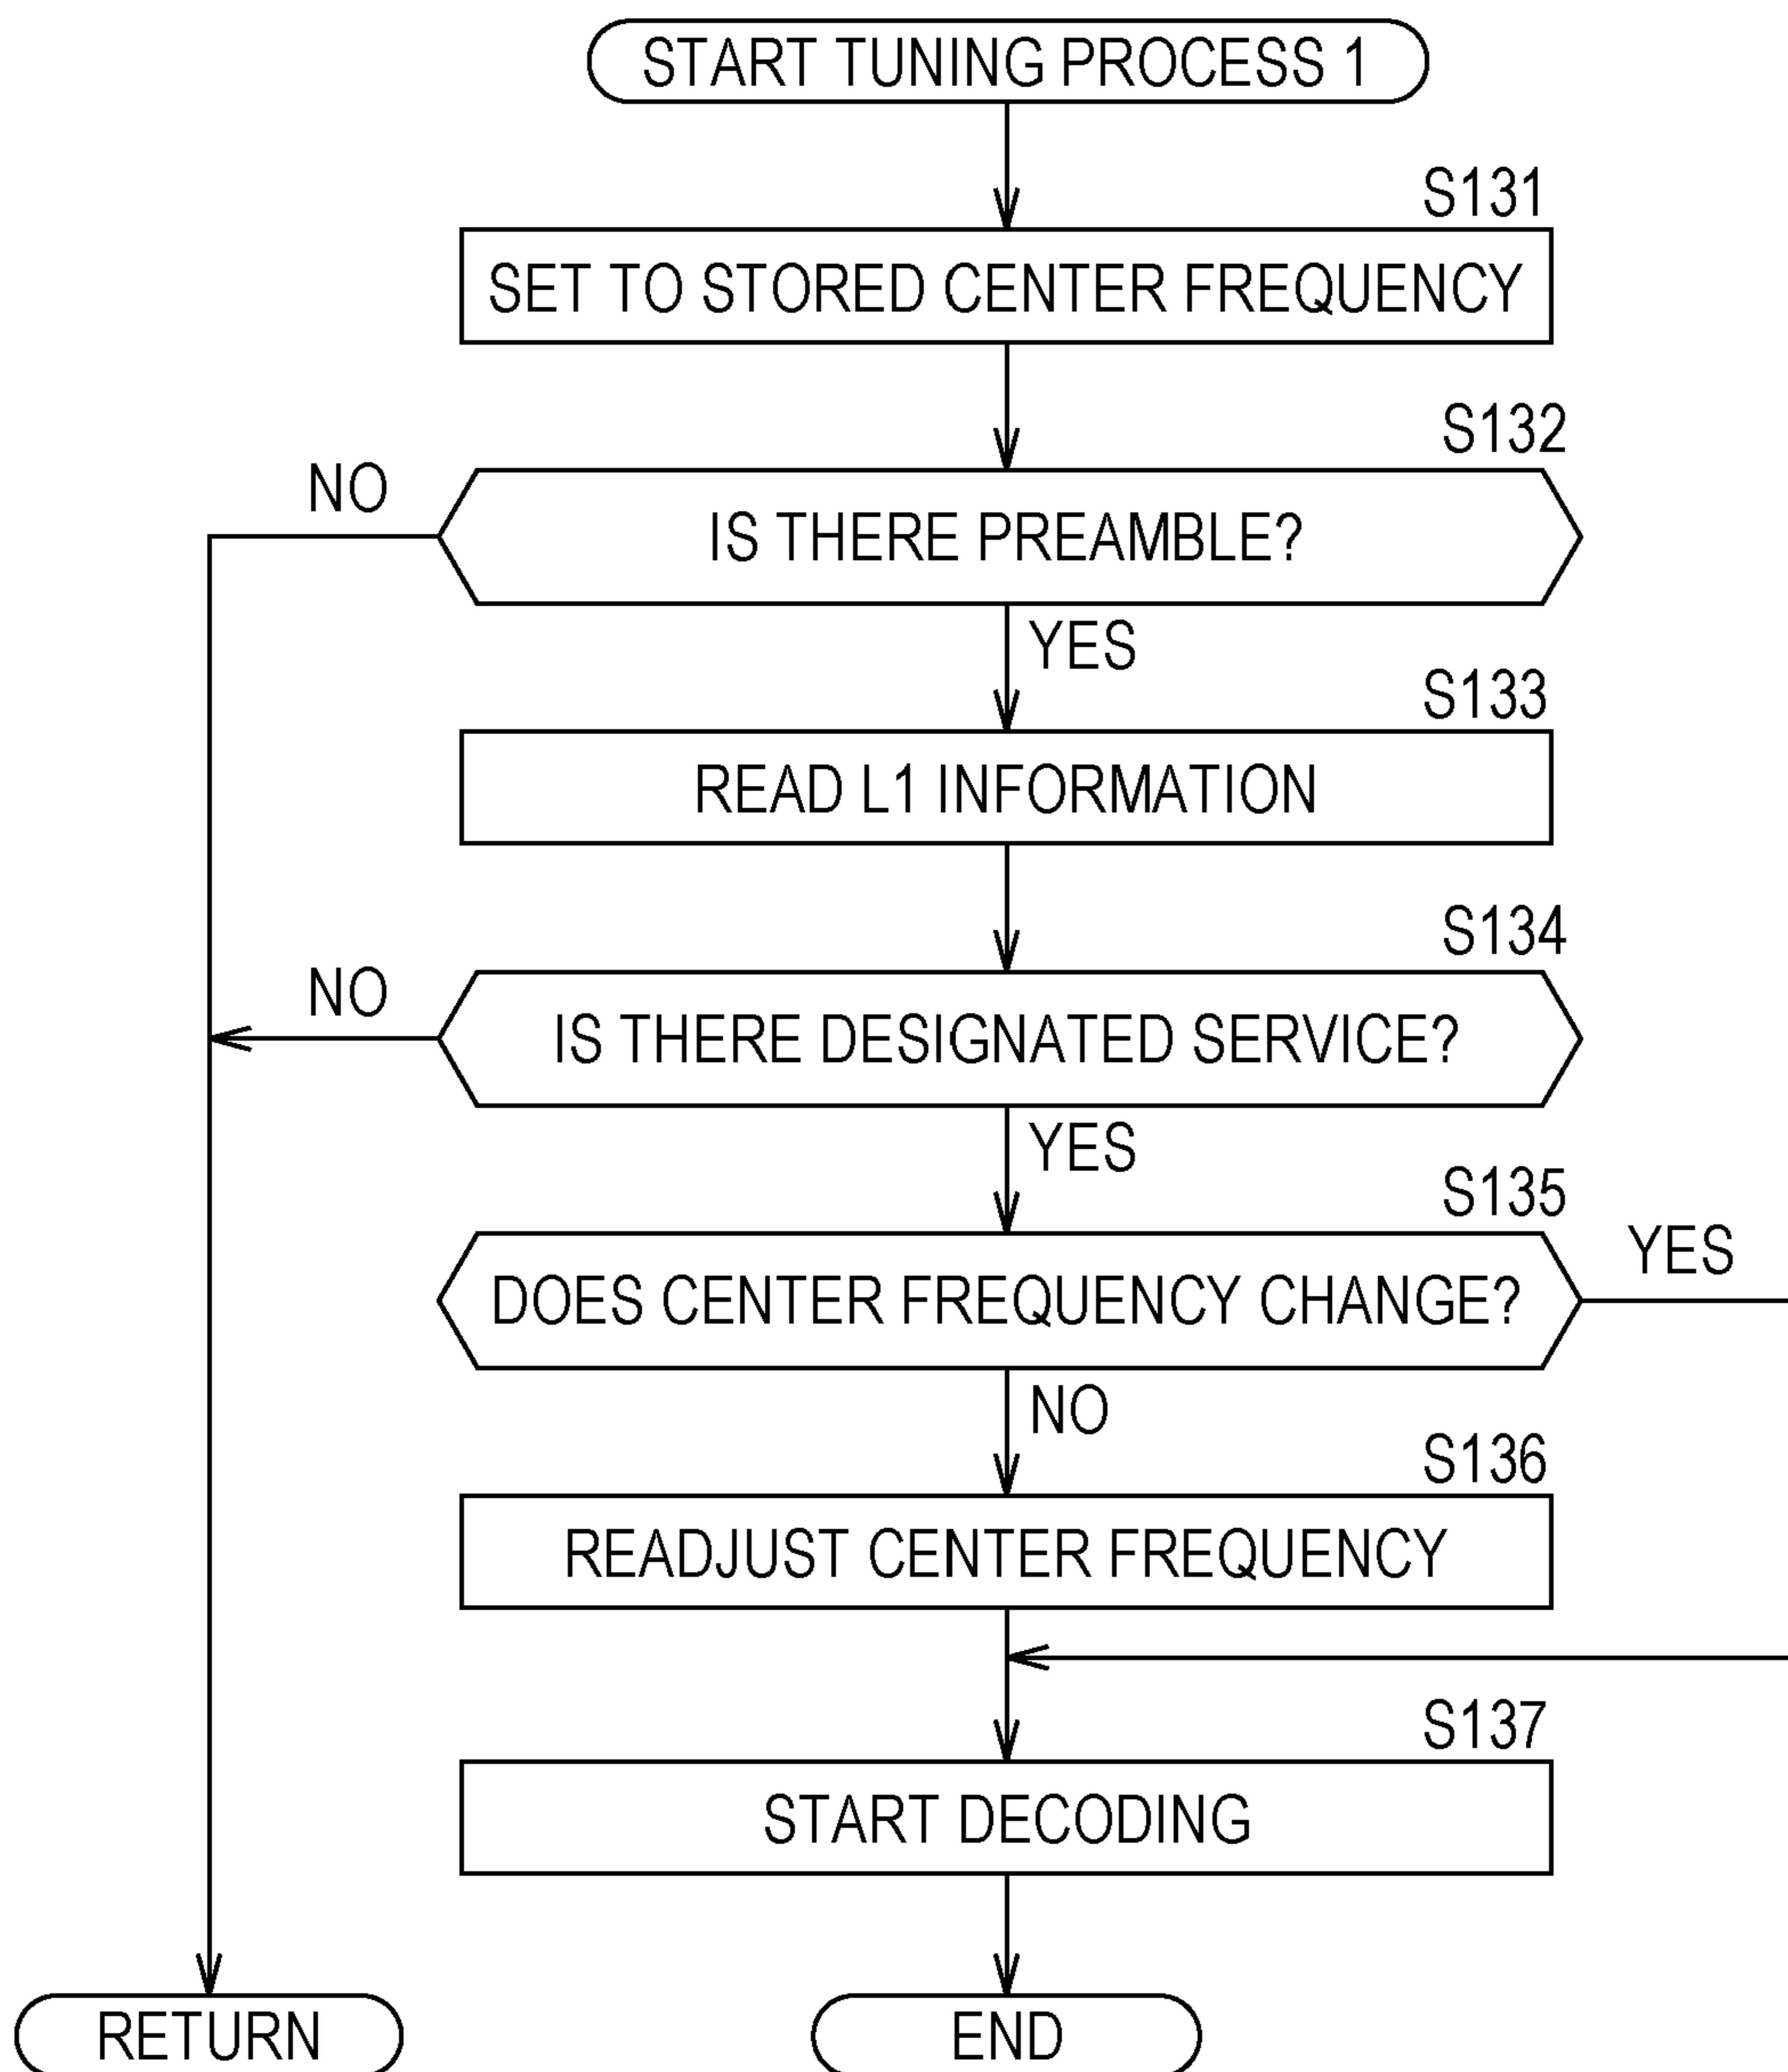 START TUNING PROCESS 1
S131
SET TO STORED CENTER FREQUENCY
S132
NO
IS THERE PREAMBLE?
YES
S133
READ L1 INFORMATION
S134
NO
IS THERE DESIGNATED SERVICE?
YES
S135
DOES CENTER FREQUENCY CHANGE?
YES
NO
S136
READJUST CENTER FREQUENCY
S137
START DECODING
RETURN
END